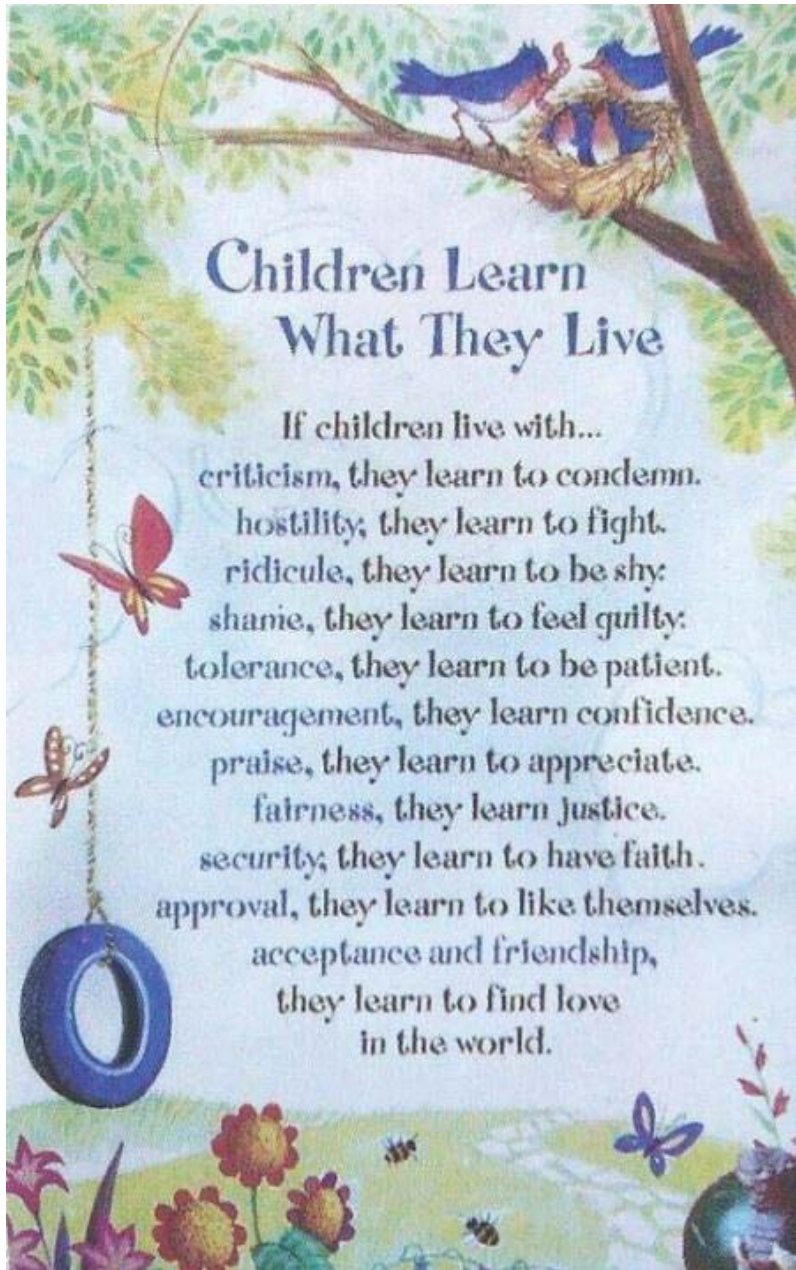 Children Learn
What They Live
If children live with...
criticism, they learn to condemn.
hostility, they learn to fight.
ridicule, they learn to be shy.
shame, they learn to feel guilty.
tolerance, they learn to be patient.
encouragement, they learn confidence.
praise, they learn to appreciate.
fairness, they learn justice.
security, they learn to have faith.
approval, they learn to like themselves.
acceptance and friendship,
they learn to find love
in the world.